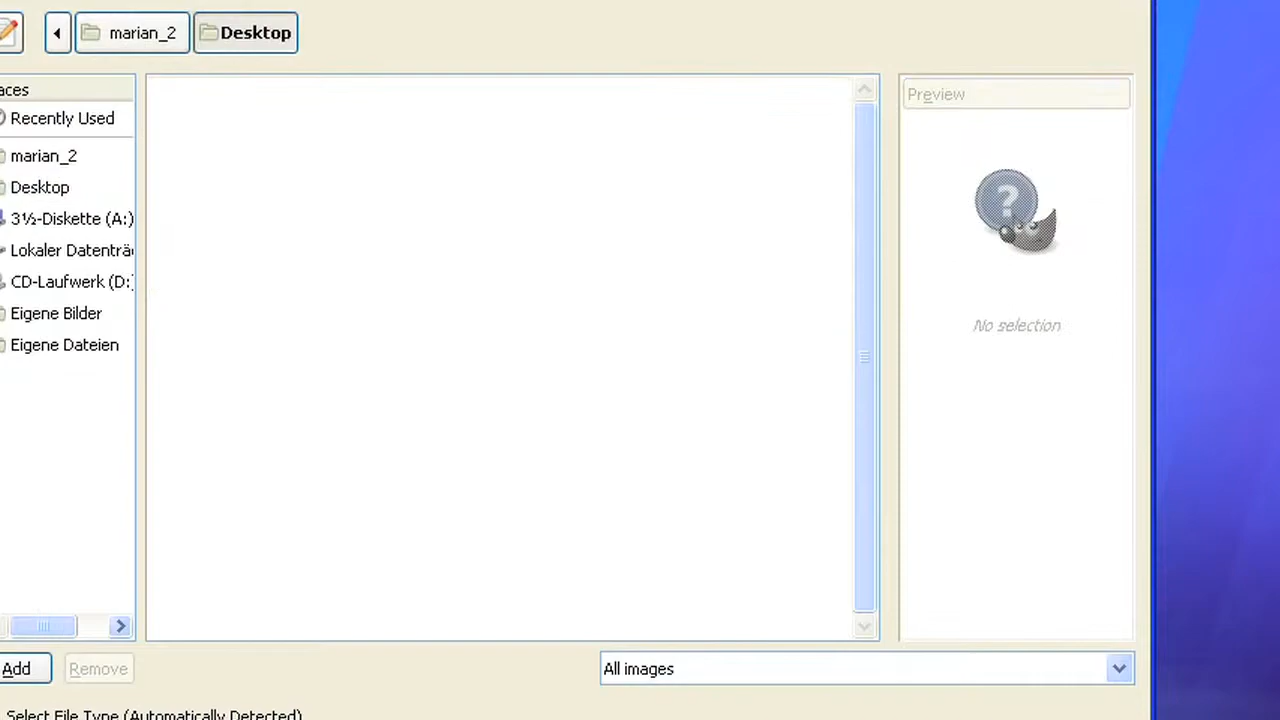 marian_2
Desktop
aces
Preview
Recently Used
marian_2
Desktop
3½-Diskette (A:)
Lokaler Datenträ
CD-Laufwerk (D:
Eigene Bilder
Eigene Dateien
No selection
Add
Remove
All images
Select File Type (Automatically Detected)